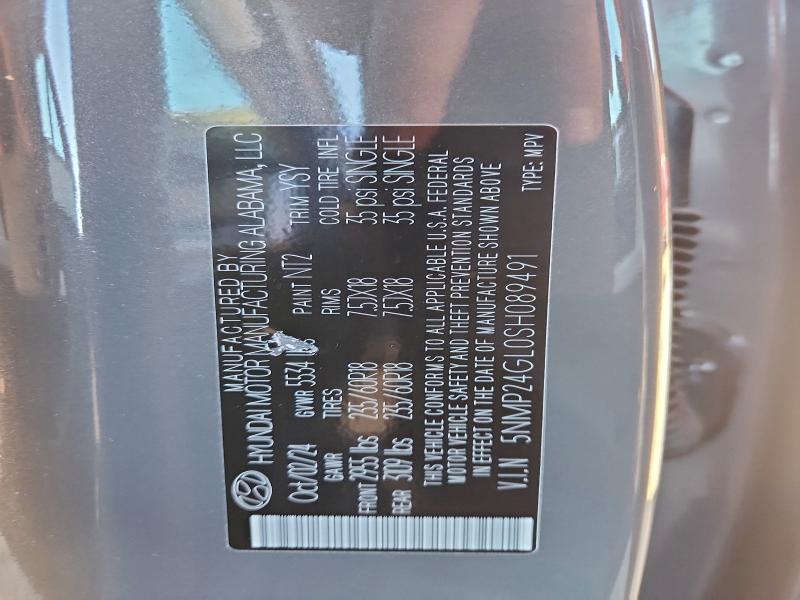 MANUFACTURED BY
HYUNDAI MOTOR MANUFACTURING ALABAMA, LLC
Oct/02/24 GVWR 5534 lbs PAINT NT2 TRIM YSY
GAWR TIRES RIMS COLD TIRE INFL
FRONT 2955 lbs 235/60R18 7.5JX18 35 psi SINGLE
REAR 3109 lbs 235/60R18 7.5JX18 35 psi SINGLE
THIS VEHICLE CONFORMS TO ALL APPLICABLE U.S.A. FEDERAL
MOTOR VEHICLE SAFETY AND THEFT PREVENTION STANDARDS
IN EFFECT ON THE DATE OF MANUFACTURE SHOWN ABOVE
V.I.N 5NMP24GL0SH089491 TYPE: MPV